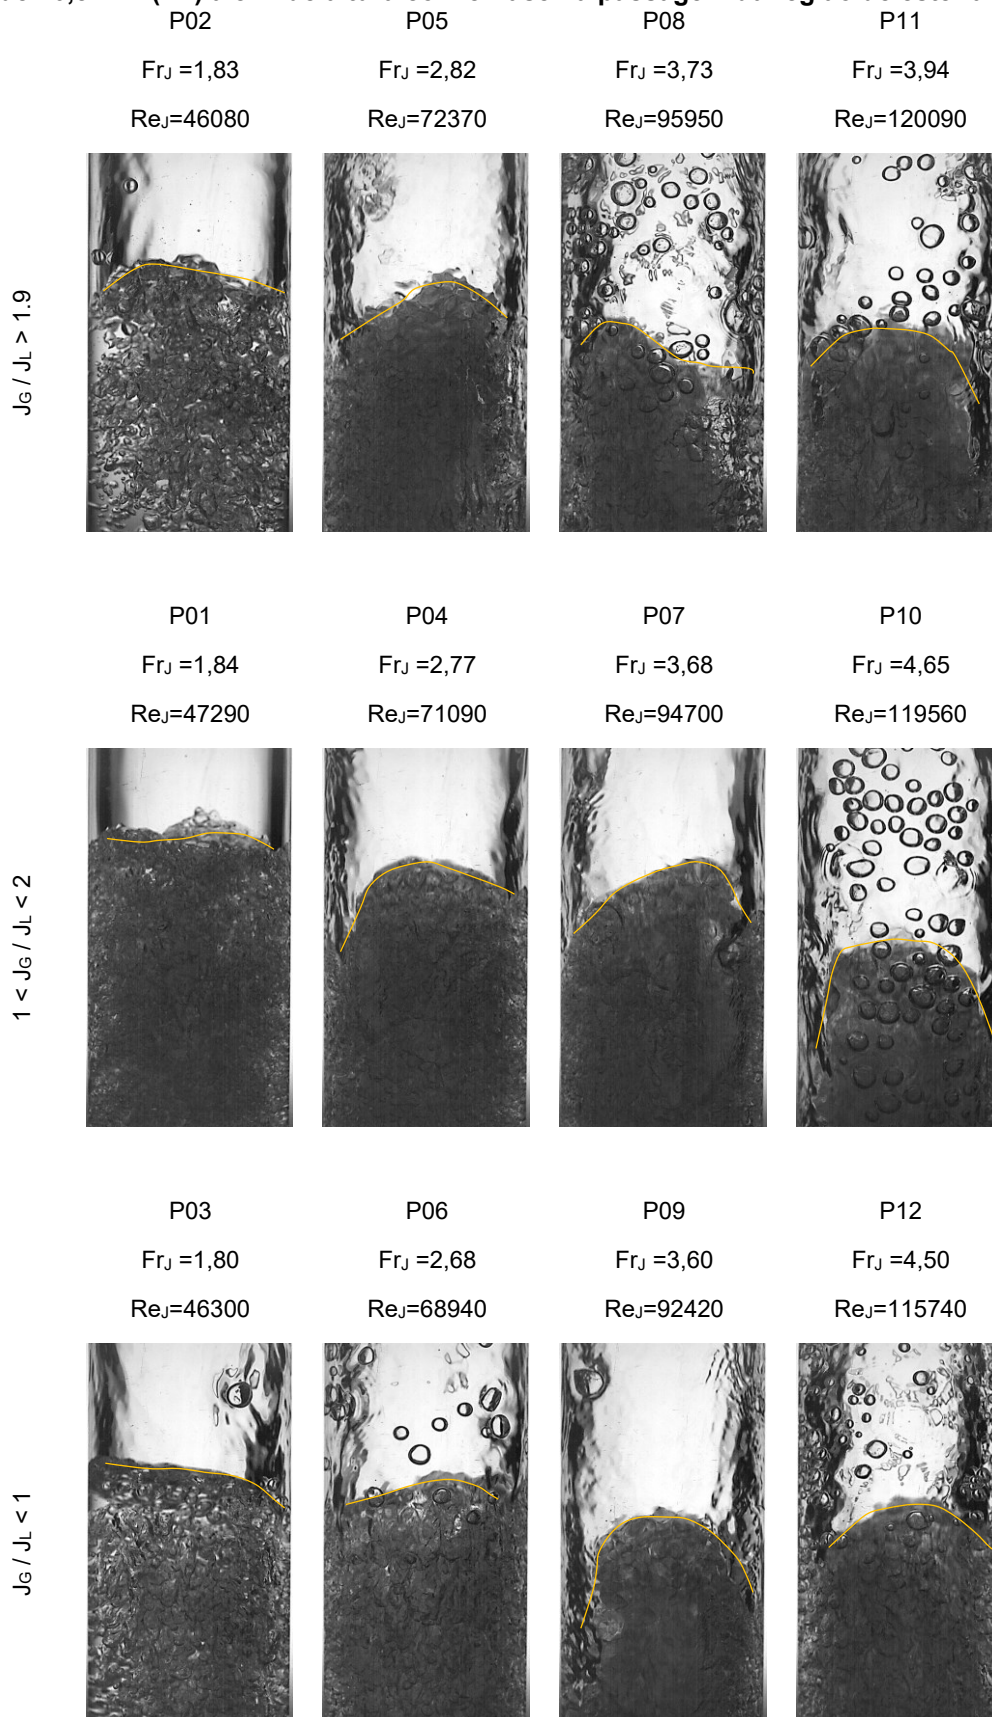 P02 P05 P08 P11
FrJ =1,83 FrJ =2,82 FrJ =3,73 FrJ =3,94
ReJ=46080 ReJ=72370 ReJ=95950 ReJ=120090
JG / JL > 1.9
P01 P04 P07 P10
FrJ =1,84 FrJ =2,77 FrJ =3,68 FrJ =4,65
ReJ=47290 ReJ=71090 ReJ=94700 ReJ=119560
1 < JG / JL < 2
P03 P06 P09 P12
FrJ =1,80 FrJ =2,68 FrJ =3,60 FrJ =4,50
ReJ=46300 ReJ=68940 ReJ=92420 ReJ=115740
JG / JL < 1